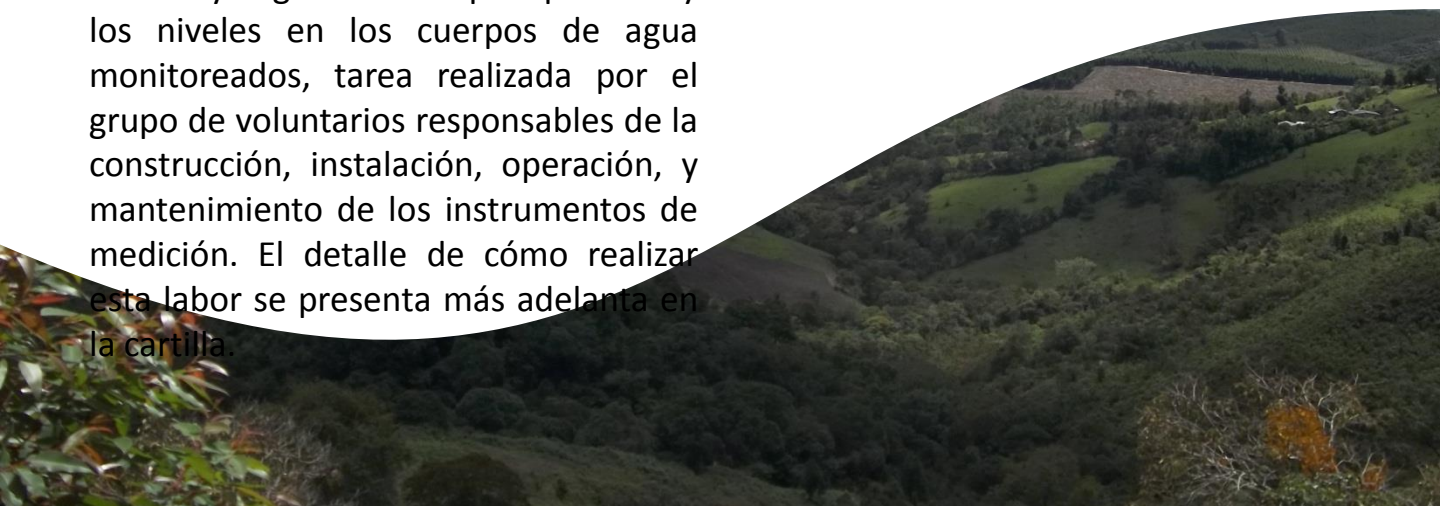 los niveles en los cuerpos de agua
monitoreados, tarea realizada por el
grupo de voluntarios responsables de la
construcción, instalación, operación, y
mantenimiento de los instrumentos de
medición. El detalle de cómo realizar
esta labor se presenta más adelanta en
la cartilla.